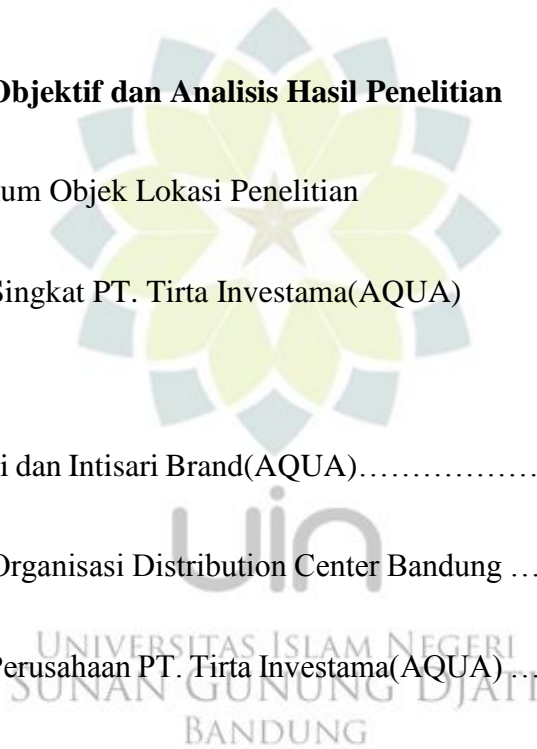 Objektif dan Analisis Hasil Penelitian
um Objek Lokasi Penelitian
Singkat PT. Tirta Investama(AQUA)
i dan Intisari Brand(AQUA)………………
uin
Organisasi Distribution Center Bandung …
UNIVERSITAS ISLAM NEGERI
Perusahaan PT. Tirta Investama(AQUA) …
SUNAN GUNUNG DJATI
BANDUNG